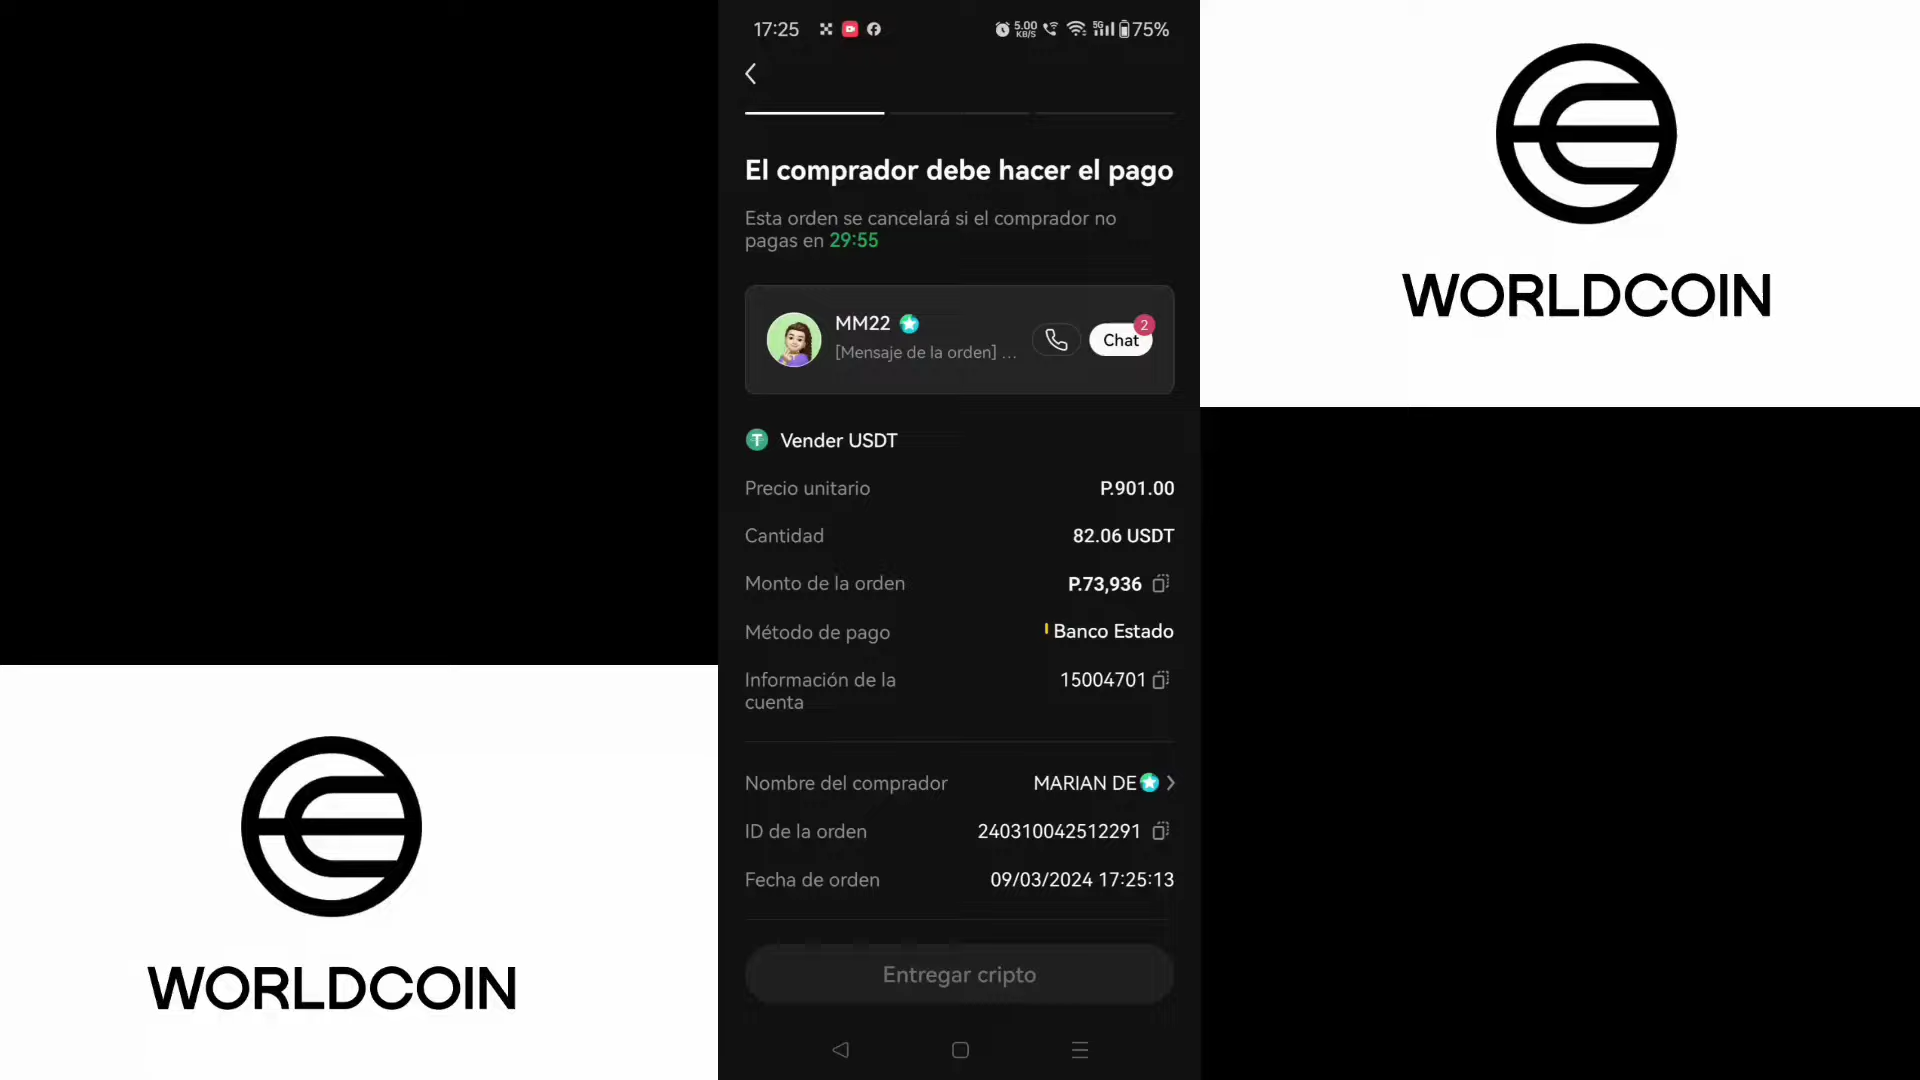 17:25
5.00
KB/S
5G
75%
El comprador debe hacer el pago
Esta orden se cancelará si el comprador no
pagas en 29:55
MM22
[Mensaje de la orden] ...
Chat
2
Vender USDT
Precio unitario
P.901.00
Cantidad
82.06 USDT
Monto de la orden
P.73,936
Método de pago
Banco Estado
Información de la
cuenta
15004701
Nombre del comprador
MARIAN DE
ID de la orden
240310042512291
Fecha de orden
09/03/2024 17:25:13
Entregar cripto
WORLDCOIN
WORLDCOIN